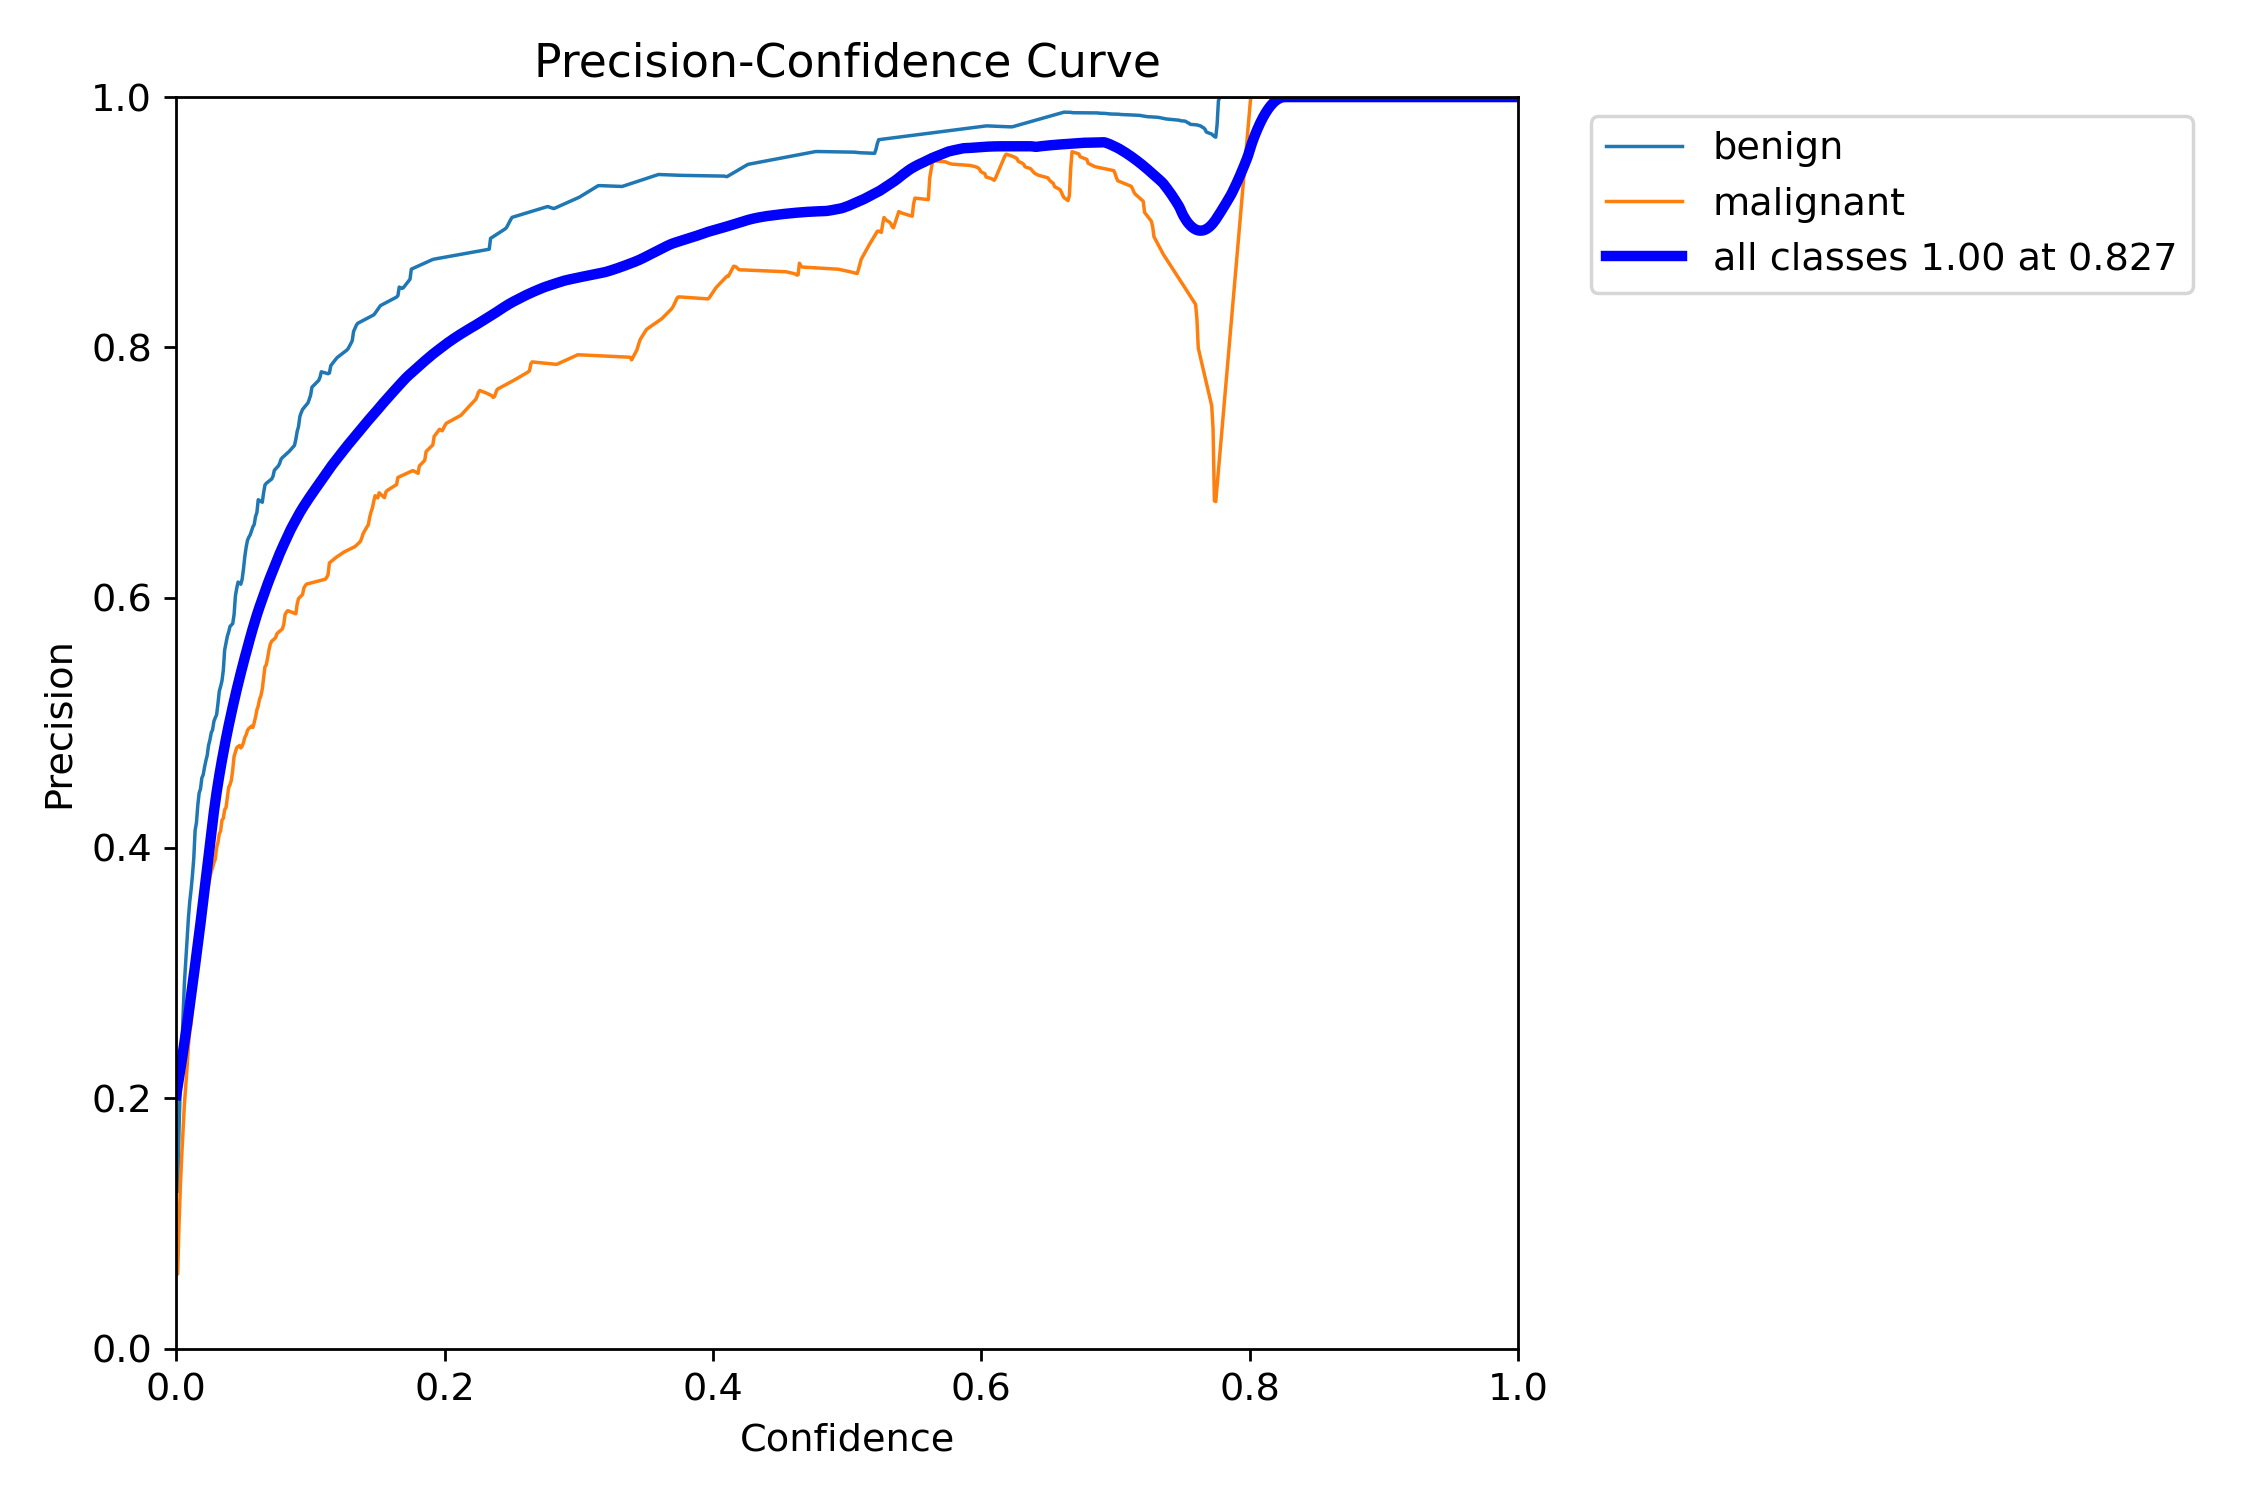 Precision-Confidence Curve
1.0
0.8
0.6
0.4
0.2
0.0
Precision
0.0 0.2 0.4 0.6 0.8 1.0
Confidence
benign
malignant
all classes 1.00 at 0.827